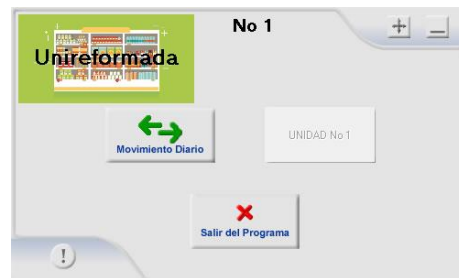 No 1
Unireformada
Movimiento Diario
UNIDAD No 1
Salir del Programa
!